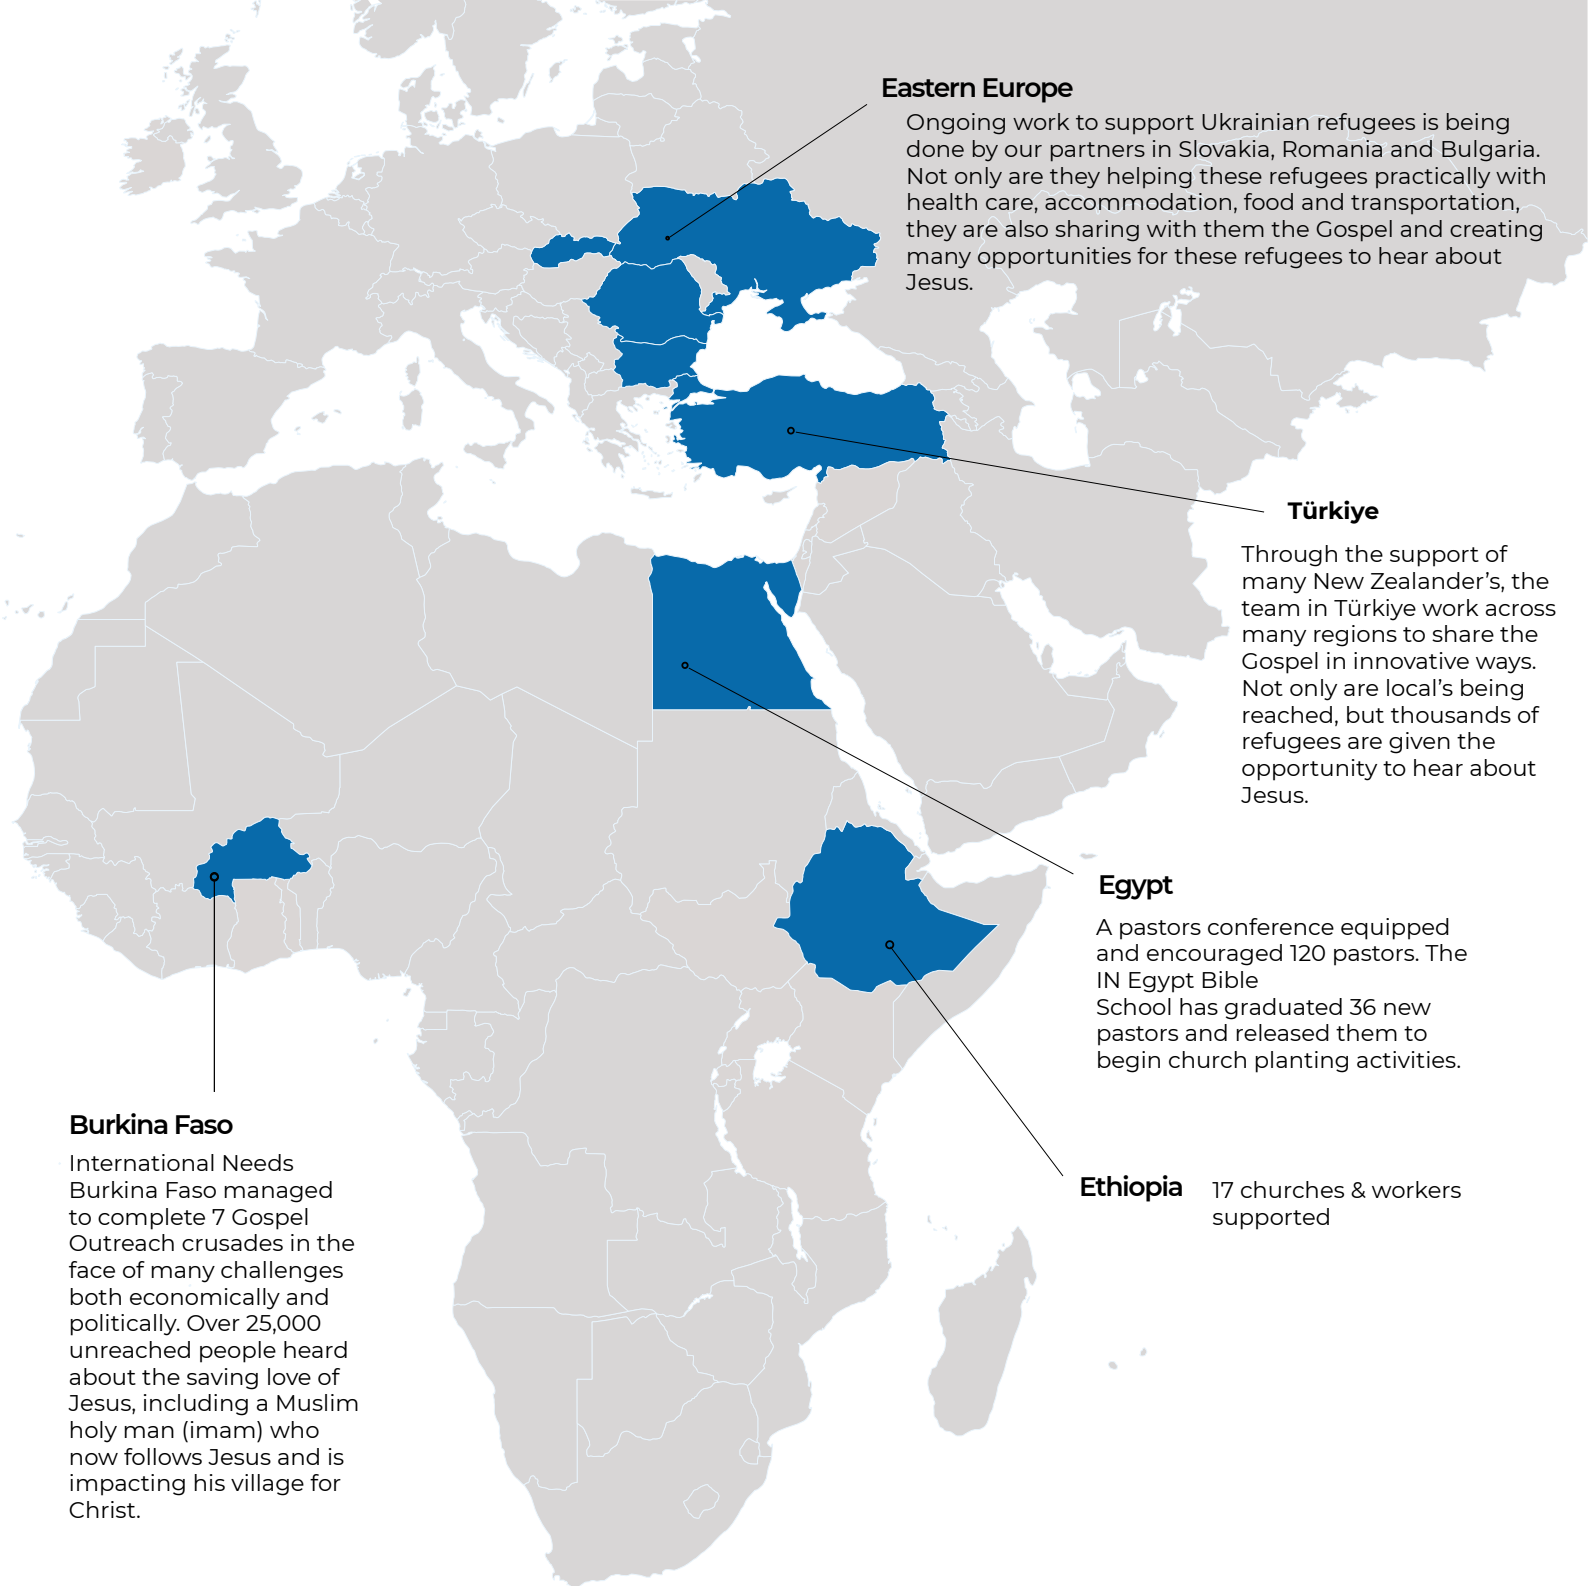 Eastern Europe
Ongoing work to support Ukrainian refugees is being
done by our partners in Slovakia, Romania and Bulgaria.
Not only are they helping these refugees practically with
health care, accommodation, food and transportation,
they are also sharing with them the Gospel and creating
many opportunities for these refugees to hear about
Jesus.
Türkiye
Through the support of
many New Zealander’s, the
team in Türkiye work across
many regions to share the
Gospel in innovative ways.
Not only are local’s being
reached, but thousands of
refugees are given the
opportunity to hear about
Jesus.
Egypt
A pastors conference equipped
and encouraged 120 pastors. The
IN Egypt Bible
School has graduated 36 new
pastors and released them to
begin church planting activities.
Burkina Faso
International Needs
Burkina Faso managed
to complete 7 Gospel
Outreach crusades in the
face of many challenges
both economically and
politically. Over 25,000
unreached people heard
about the saving love of
Jesus, including a Muslim
holy man (imam) who
now follows Jesus and is
impacting his village for
Christ.
Ethiopia
17 churches & workers
supported